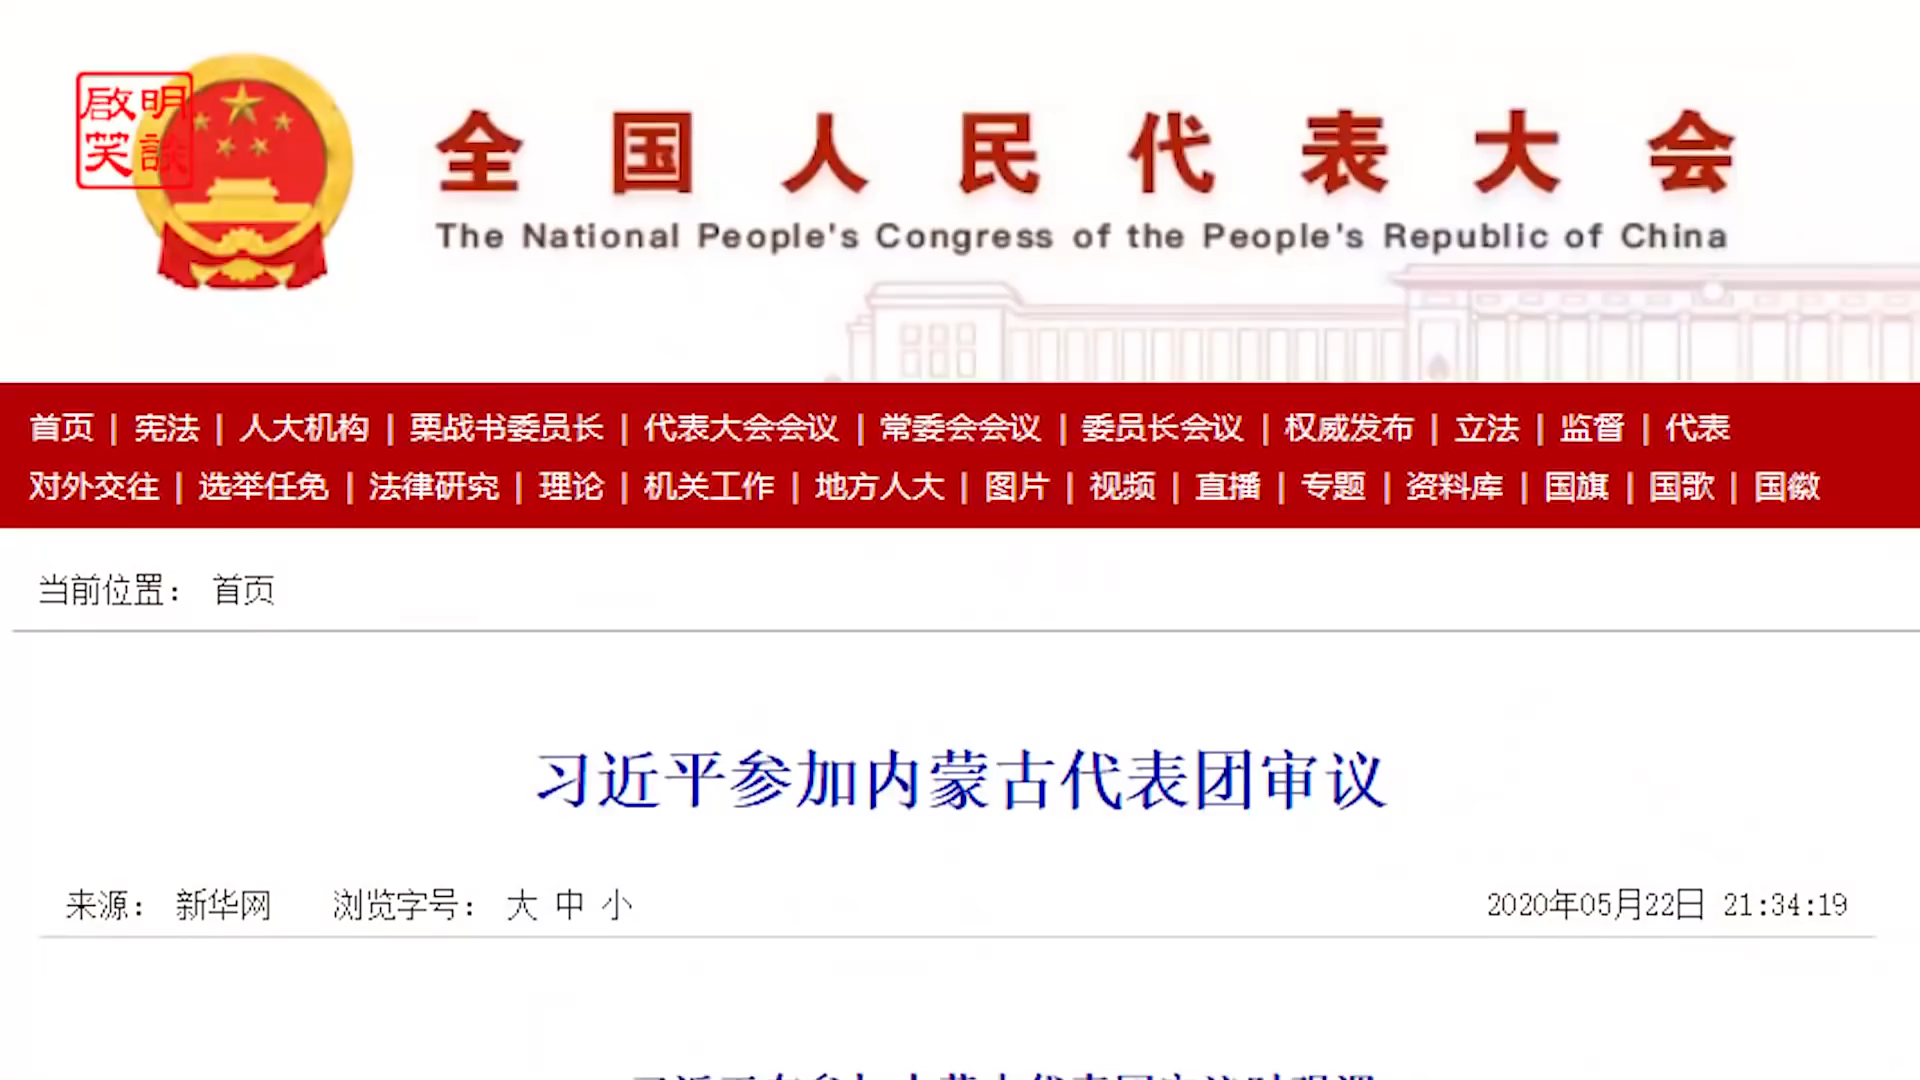 啟明
笑談
全国人民代表大会
The National People's Congress of the People's Republic of China
首页 | 宪法 | 人大机构 | 栗战书委员长 | 代表大会会议 | 常委会会议 | 委员长会议 | 权威发布 | 立法 | 监督 | 代表
对外交往 | 选举任免 | 法律研究 | 理论 | 机关工作 | 地方人大 | 图片 | 视频 | 直播 | 专题 | 资料库 | 国旗 | 国歌 | 国徽
当前位置： 首页
习近平参加内蒙古代表团审议
来源： 新华网 浏览字号： 大 中 小 2020年05月22日 21:34:19